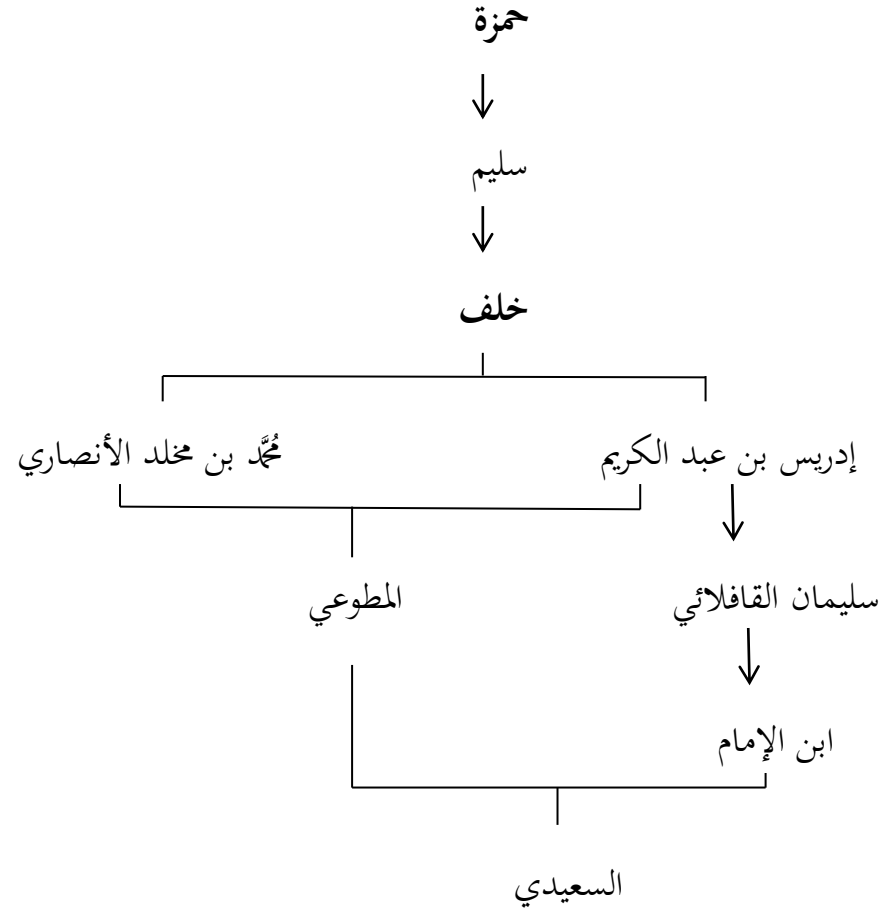 حمزة
سليم
خلف
إدريس بن عبد الكريم
مُحَمَّد بن مخلد الأنصاري
سليمان القافلائي
المطوعي
ابن الإمام
السعيدي